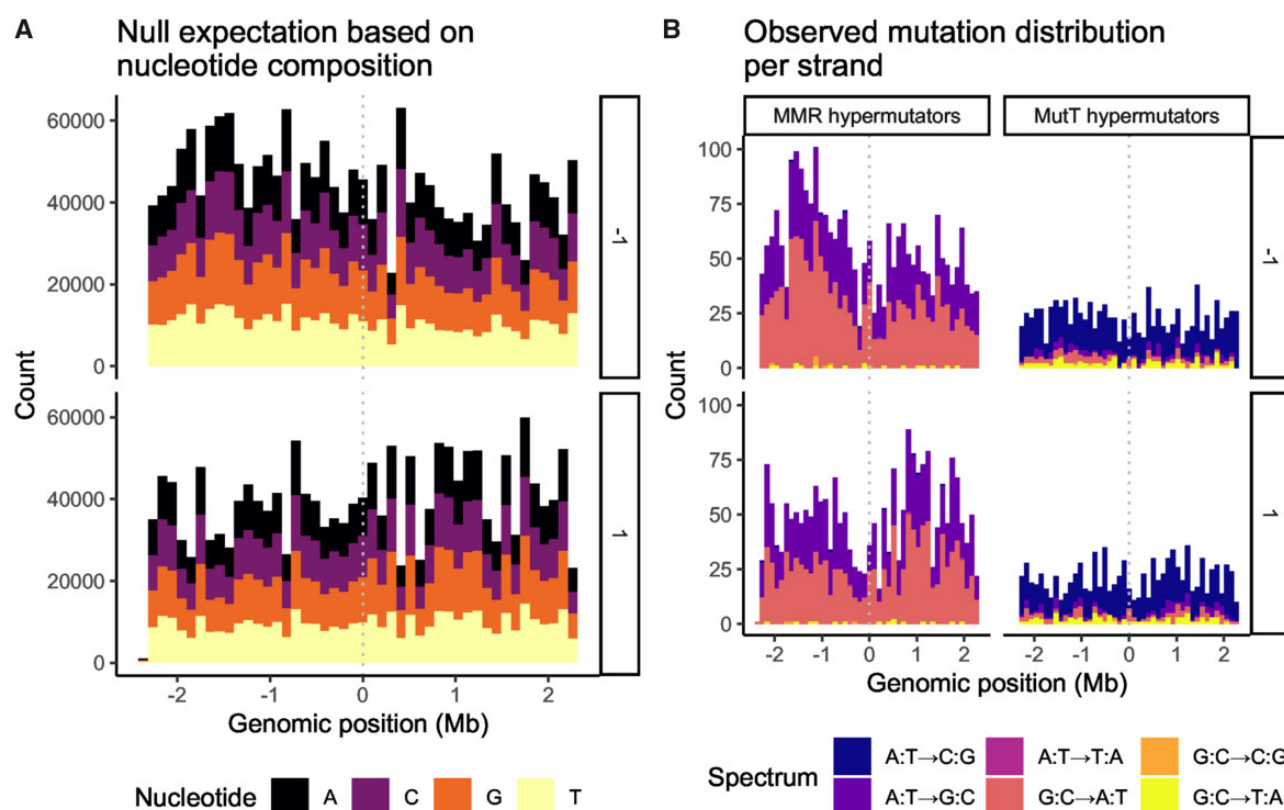 A
Null expectation based on
nucleotide composition
60000
40000
20000
0
-1
60000
40000
20000
0
1
Count
-2 -1 0 1 2
Genomic position (Mb)
Nucleotide A C G T
B
Observed mutation distribution
per strand
MMR hypermutators MutT hypermutators
100
75
50
25
0
-1
100
75
50
25
0
1
Count
-2 -1 0 1 2 -2 -1 0 1 2
Genomic position (Mb)
Spectrum
A:T→C:G A:T→T:A G:C→C:G
A:T→G:C G:C→A:T G:C→T:A